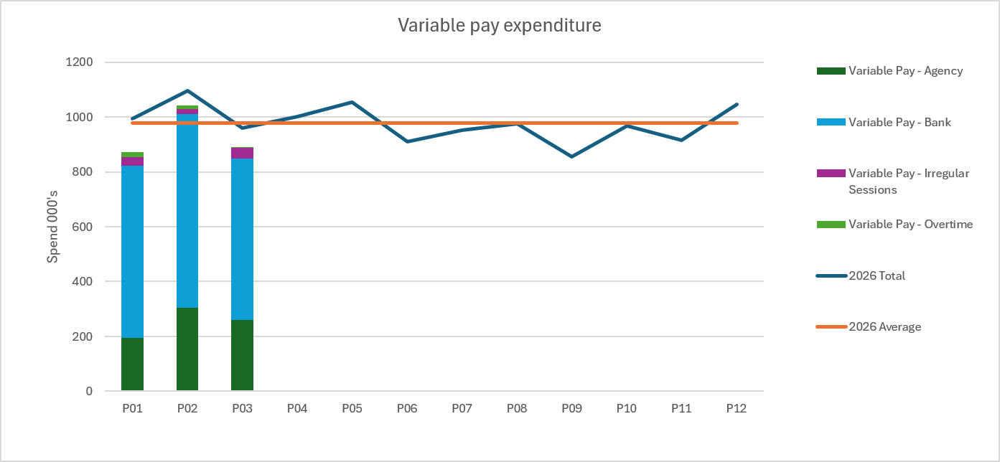 Variable pay expenditure
1200
1000
800
600
400
200
0
Spend 000's
P01 P02 P03 P04 P05 P06 P07 P08 P09 P10 P11 P12
Variable Pay - Agency
Variable Pay - Bank
Variable Pay - Irregular
Sessions
Variable Pay - Overtime
2026 Total
2026 Average